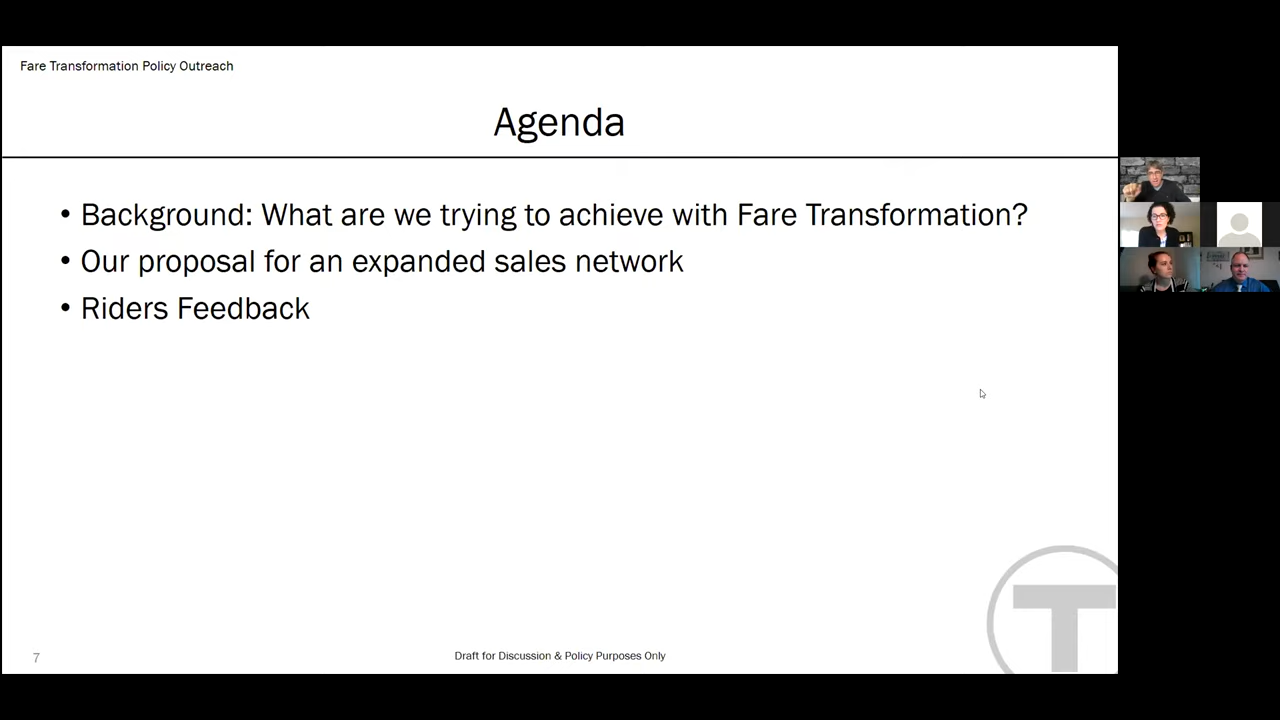 Fare Transformation Policy Outreach
Agenda
• Background: What are we trying to achieve with Fare Transformation?
• Our proposal for an expanded sales network
• Riders Feedback
T
7
Draft for Discussion & Policy Purposes Only